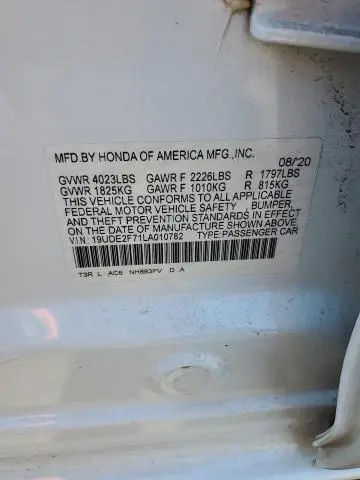 MFD.BY HONDA OF AMERICA MFG.,INC. 08/20
GVWR 4023LBS GAWR F 2226LBS R 1797LBS
GVWR 1825KG GAWR F 1010KG R 815KG
THIS VEHICLE CONFORMS TO ALL APPLICABLE
FEDERAL MOTOR VEHICLE SAFETY BUMPER,
AND THEFT PREVENTION STANDARDS IN EFFECT
ON THE DATE OF MANUFACTURE SHOWN ABOVE.
V.I.N: 19UDE2F71LA010782 TYPE:PASSENGER CAR
T3R L AC6 NH883PV D A